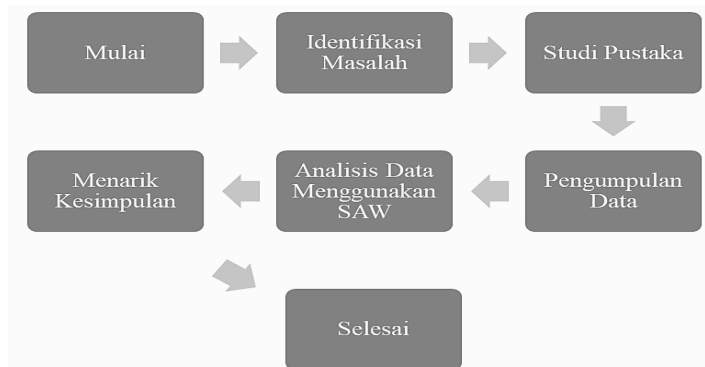 Mulai
Identifikasi
Masalah
Studi Pustaka
Pengumpulan
Data
Analisis Data
Menggunakan
SAW
Menarik
Kesimpulan
Selesai